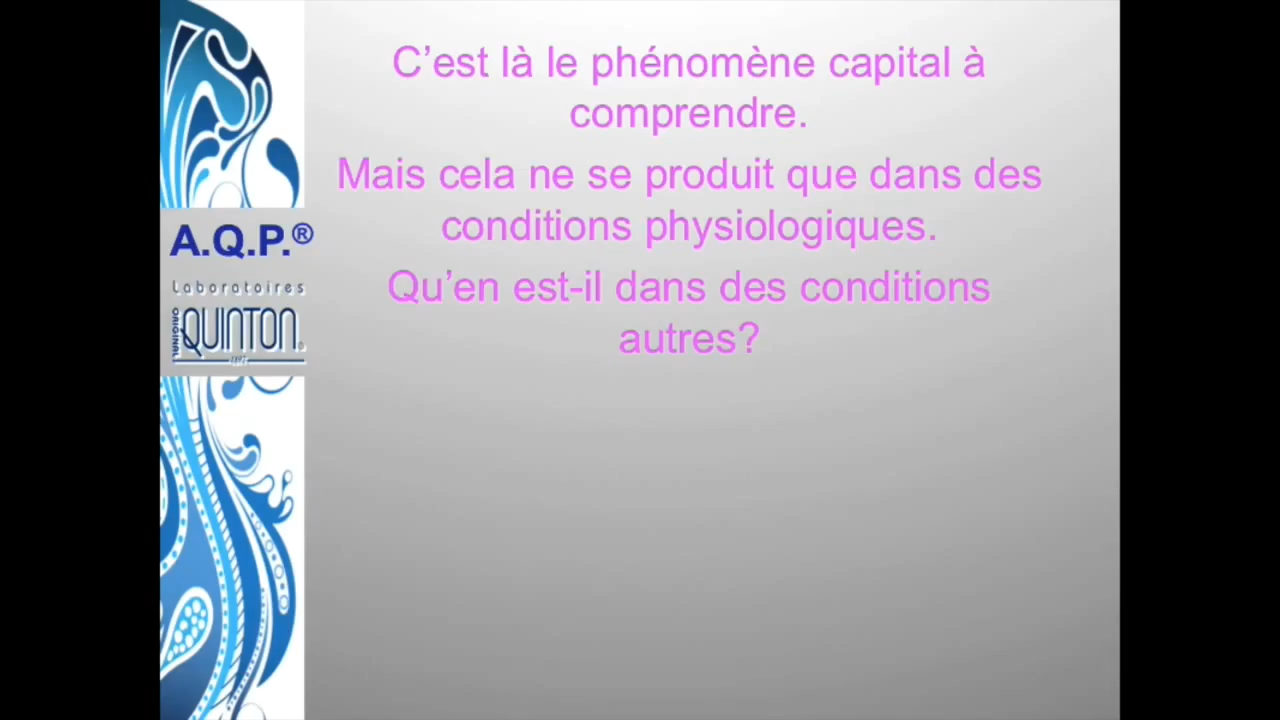 C’est là le phénomène capital à
comprendre.
Mais cela ne se produit que dans des
conditions physiologiques.
Qu’en est-il dans des conditions
autres?
A.Q.P.®
Laboratoires
ORIGINAL
QUINTON®